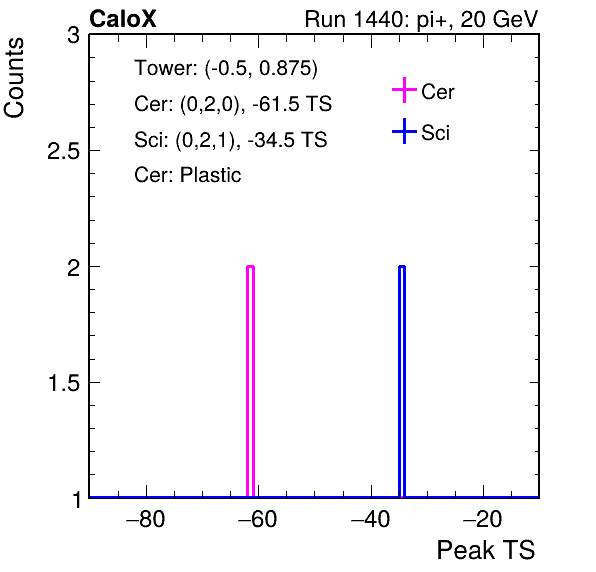 CaloX Run 1440: pi+, 20 GeV
Counts
Tower: (-0.5, 0.875)
Cer: (0,2,0), -61.5 TS
Sci: (0,2,1), -34.5 TS
Cer: Plastic
Cer
Sci
3
2.5
2
1.5
1
−80 −60 −40 −20
Peak TS